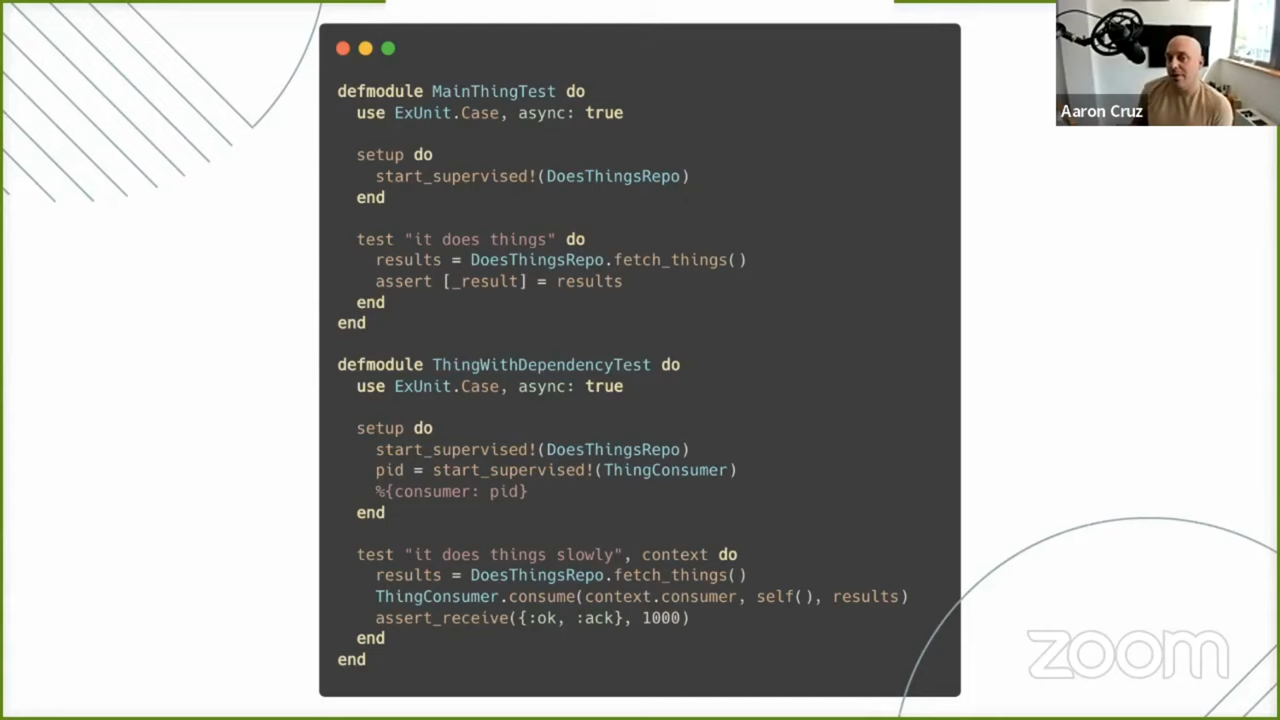 defmodule MainThingTest do
use ExUnit.Case, async: true
setup do
start_supervised!(DoesThingsRepo)
end
test "it does things" do
results = DoesThingsRepo.fetch_things()
assert [_result] = results
end
end
defmodule ThingWithDependencyTest do
use ExUnit.Case, async: true
setup do
start_supervised!(DoesThingsRepo)
pid = start_supervised!(ThingConsumer)
%{consumer: pid}
end
test "it does things slowly", context do
results = DoesThingsRepo.fetch_things()
ThingConsumer.consume(context.consumer, self(), results)
assert_receive({:ok, :ack}, 1000)
end
end
Aaron Cruz
zoom